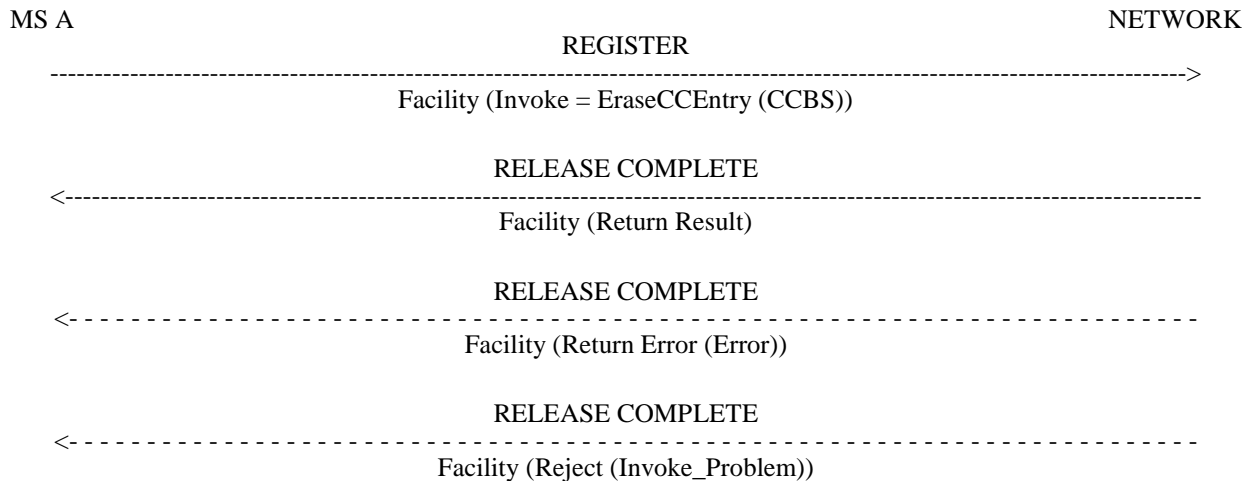 MS A NETWORK
REGISTER
------------------------------------------------------------------------------------------------------------------------------------>
Facility (Invoke = EraseCCEntry (CCBS))
RELEASE COMPLETE
<------------------------------------------------------------------------------------------------------------------------------------
Facility (Return Result)
RELEASE COMPLETE
<- - - - - - - - - - - - - - - - - - - - - - - - - - - - - - - - - - - - - - - - - - - - - - - - - - - - - - - - - - - - - - - - - - - - - - - -
Facility (Return Error (Error))
RELEASE COMPLETE
<- - - - - - - - - - - - - - - - - - - - - - - - - - - - - - - - - - - - - - - - - - - - - - - - - - - - - - - - - - - - - - - - - - - - - - - -
Facility (Reject (Invoke_Problem))